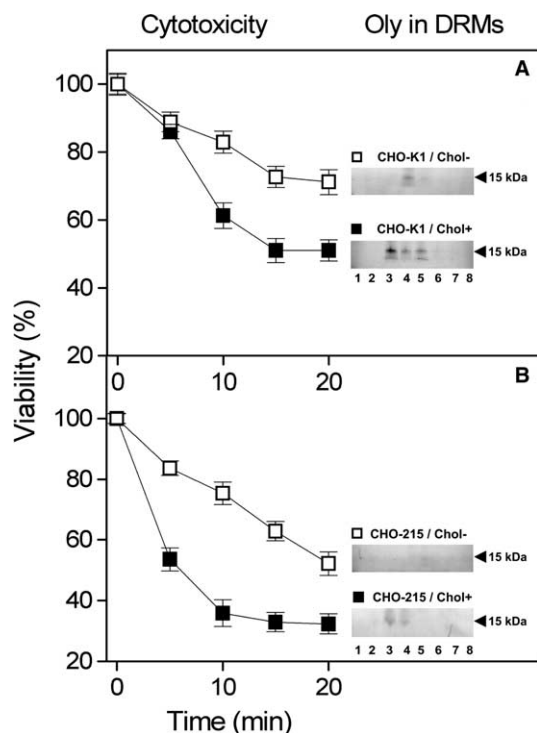 Cytotoxicity Oly in DRMs
A
100
80
60
40
20
0 10 20
□ CHO-K1 / Chol-
◀15 kDa
■ CHO-K1 / Chol+
◀15 kDa
1 2 3 4 5 6 7 8
Viability (%)
B
100
80
60
40
20
0 10 20
□ CHO-215 / Chol-
◀15 kDa
■ CHO-215 / Chol+
◀15 kDa
1 2 3 4 5 6 7 8
Time (min)